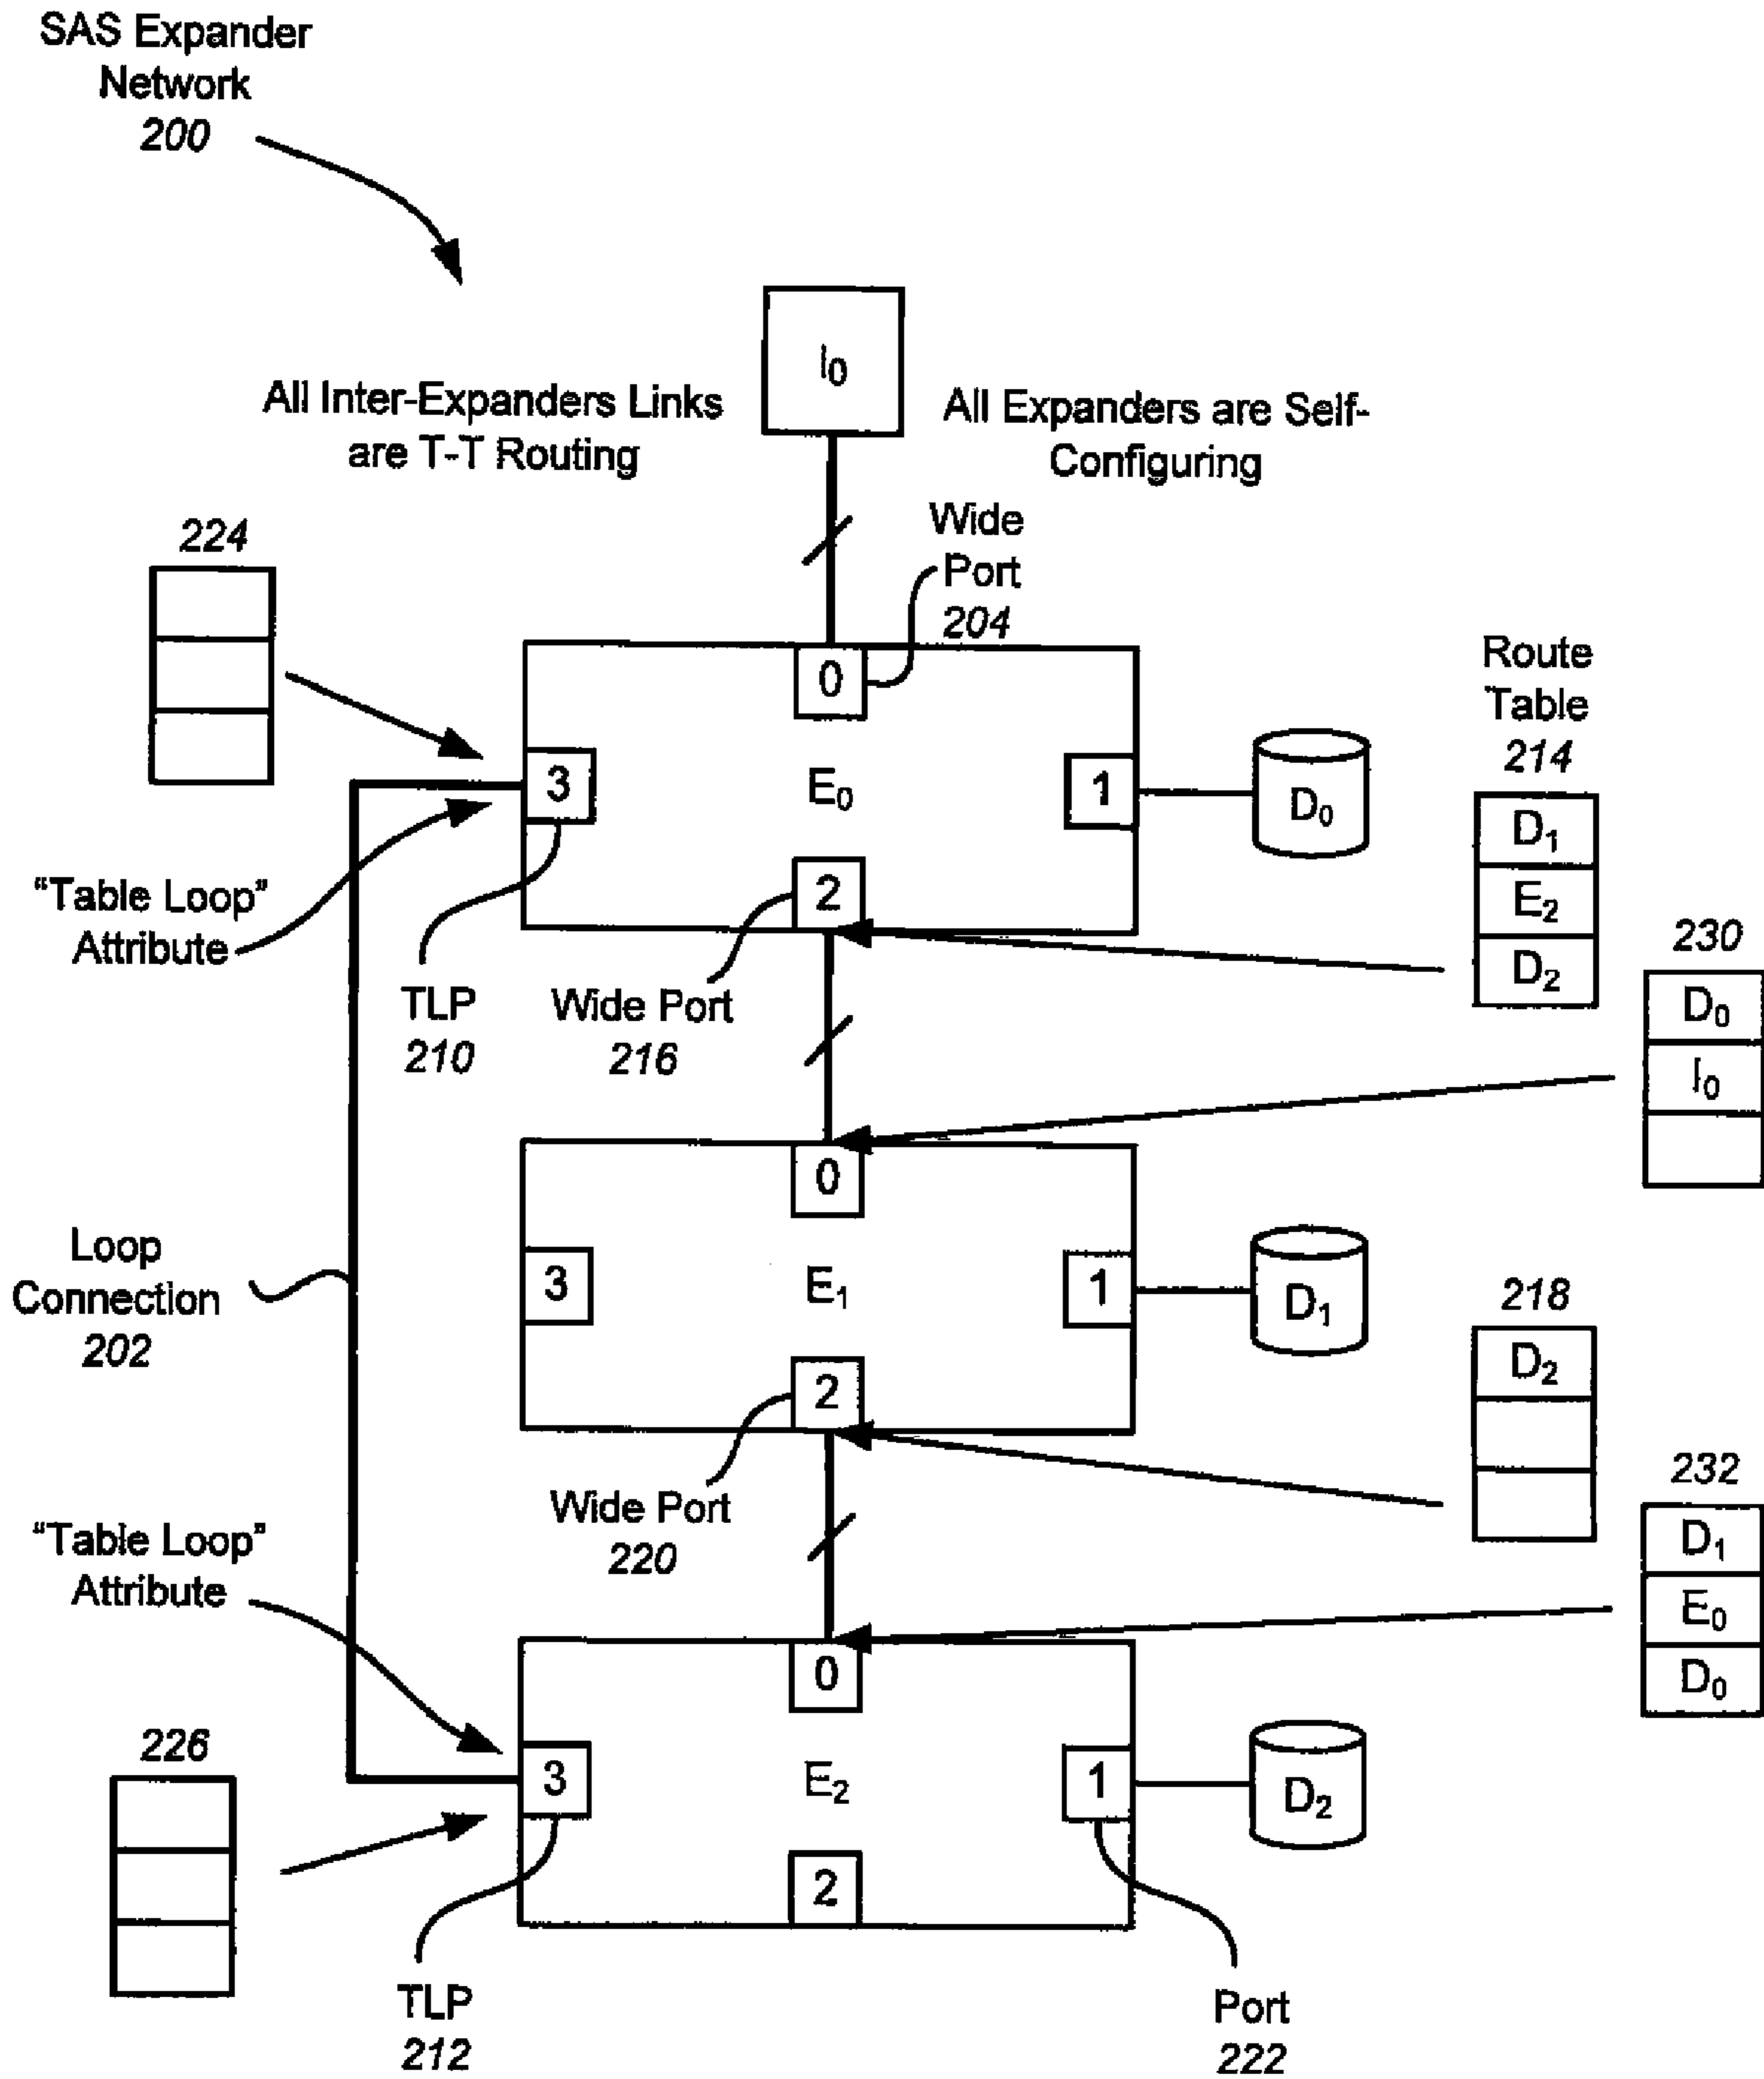 SAS Expander
Network
200
I0
All Inter-Expanders Links
are T-T Routing
All Expanders are Self-
Configuring
224
Wide
Port
204
0
Route
Table
214
3
E0
1
D0
D1
E2
D2
"Table Loop"
Attribute
2
230
D0
I0
TLP
210
Wide Port
216
0
Loop
Connection
202
3
E1
1
D1
218
D2
2
232
D1
E0
D0
Wide Port
220
"Table Loop"
Attribute
0
226
3
E2
1
D2
2
TLP
212
Port
222